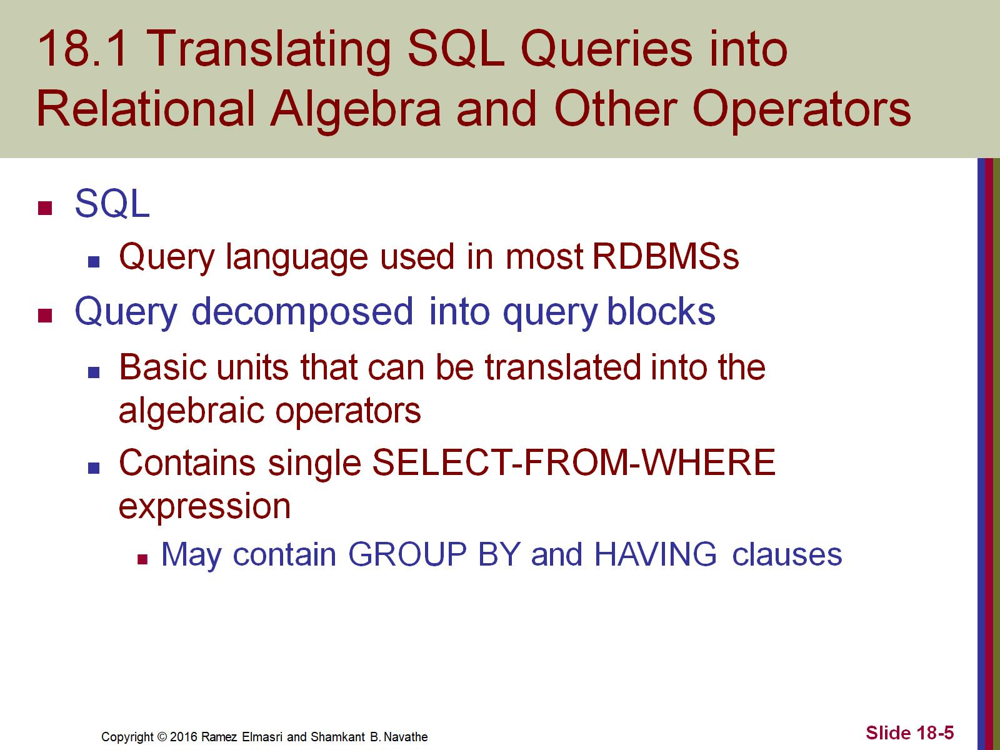 18.1 Translating SQL Queries into
Relational Algebra and Other Operators
SQL
Query language used in most RDBMSs
Query decomposed into query blocks
Basic units that can be translated into the
algebraic operators
Contains single SELECT-FROM-WHERE
expression
May contain GROUP BY and HAVING clauses
Copyright © 2016 Ramez Elmasri and Shamkant B. Navathe
Slide 18-5